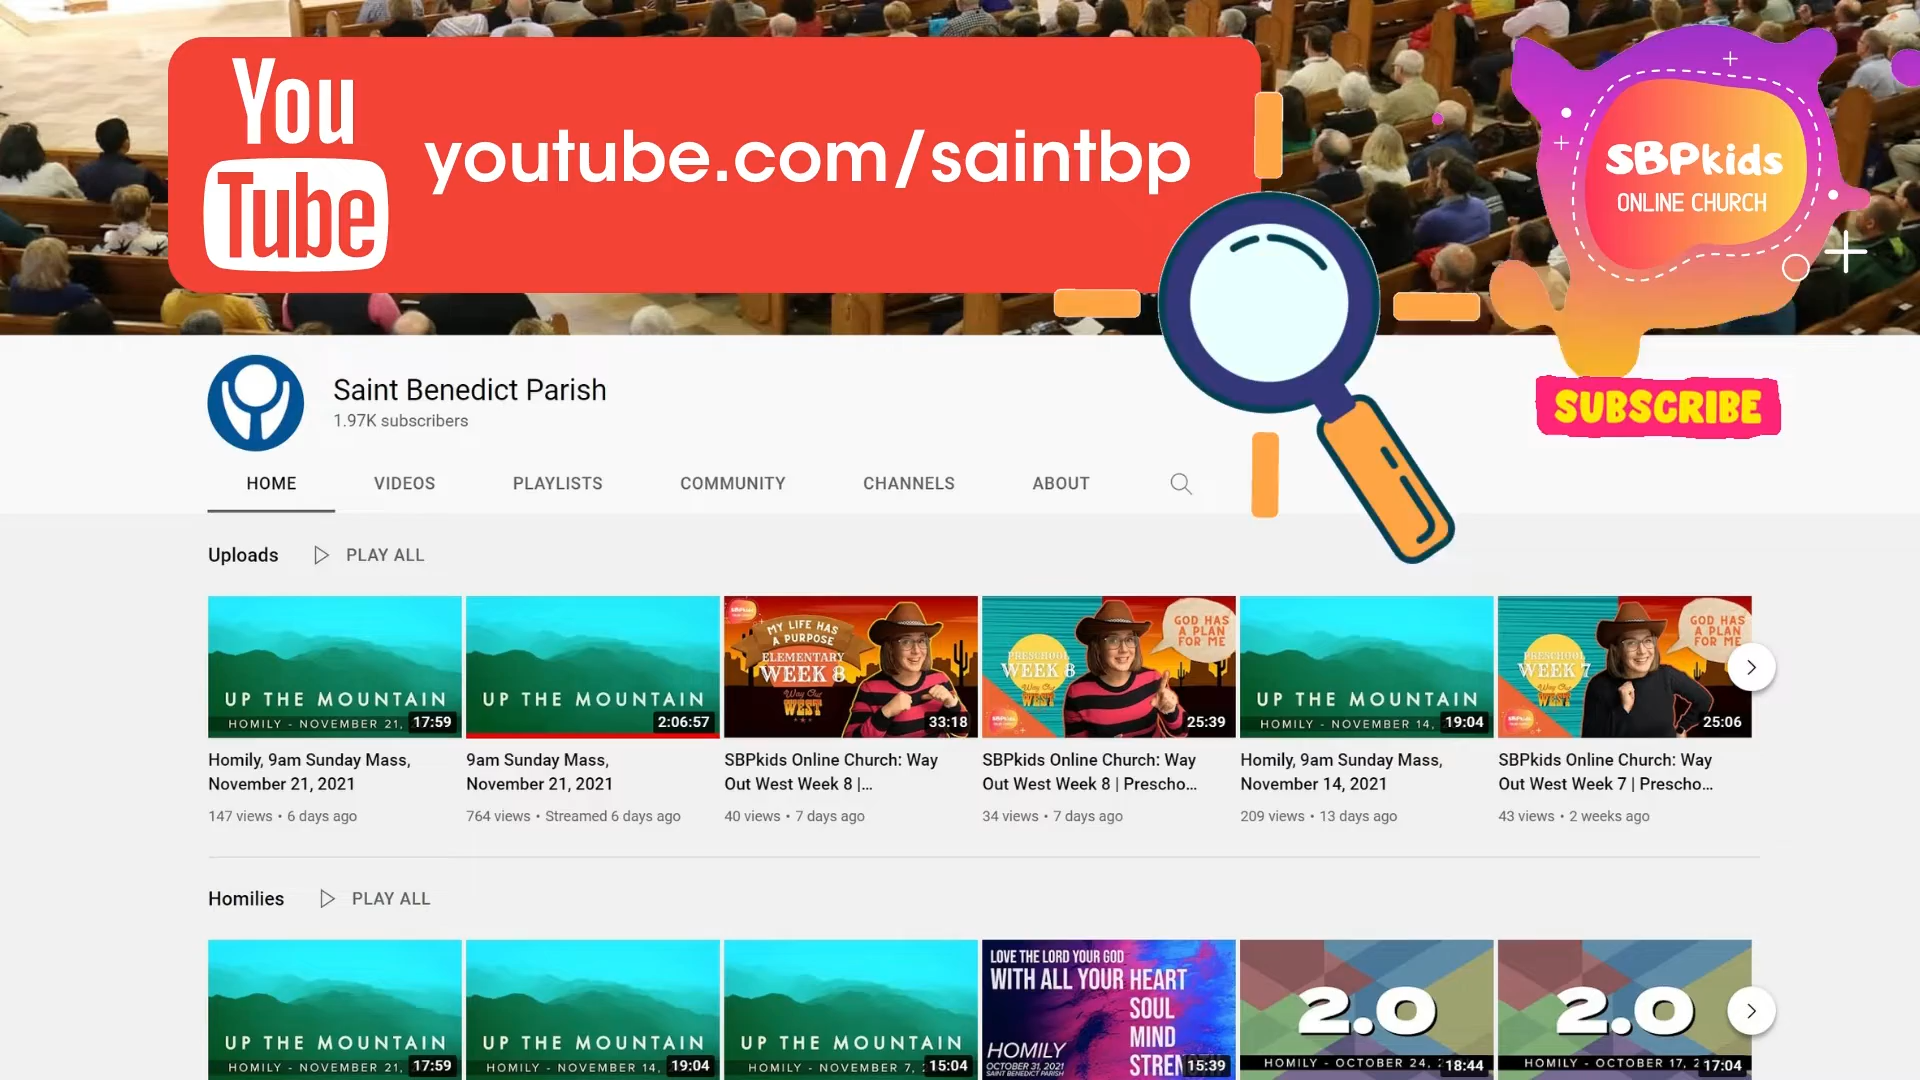 You
Tube
youtube.com/saintbp
SBPkids
ONLINE CHURCH
SUBSCRIBE
Saint Benedict Parish
1.97K subscribers
HOME VIDEOS PLAYLISTS COMMUNITY CHANNELS ABOUT
Uploads PLAY ALL
UP THE MOUNTAIN
HOMILY - NOVEMBER 21,
17:59
Homily, 9am Sunday Mass,
November 21, 2021
147 views • 6 days ago
UP THE MOUNTAIN
2:06:57
9am Sunday Mass,
November 21, 2021
764 views • Streamed 6 days ago
MY LIFE HAS
A PURPOSE
ELEMENTARY
WEEK 8
Way Out
WEST
33:18
SBPkids Online Church: Way
Out West Week 8 |...
40 views • 7 days ago
GOD HAS
A PLAN
FOR ME
PRESCHOOL
WEEK 8
Way Out
WEST
25:39
SBPkids Online Church: Way
Out West Week 8 | Prescho...
34 views • 7 days ago
UP THE MOUNTAIN
HOMILY - NOVEMBER 14,
19:04
Homily, 9am Sunday Mass,
November 14, 2021
209 views • 13 days ago
GOD HAS
A PLAN
FOR ME
PRESCHOOL
WEEK 7
Way Out
WEST
25:06
SBPkids Online Church: Way
Out West Week 7 | Prescho...
43 views • 2 weeks ago
Homilies PLAY ALL
UP THE MOUNTAIN
HOMILY - NOVEMBER 21,
17:59
UP THE MOUNTAIN
HOMILY - NOVEMBER 14,
19:04
UP THE MOUNTAIN
HOMILY - NOVEMBER 7,
15:04
LOVE THE LORD YOUR GOD
WITH ALL YOUR HEART
SOUL
MIND
STREN
HOMILY
OCTOBER 31, 2021
SAINT BENEDICT PARISH
15:39
2.0
HOMILY - OCTOBER 24,
18:44
2.0
HOMILY - OCTOBER 17, 2
17:04